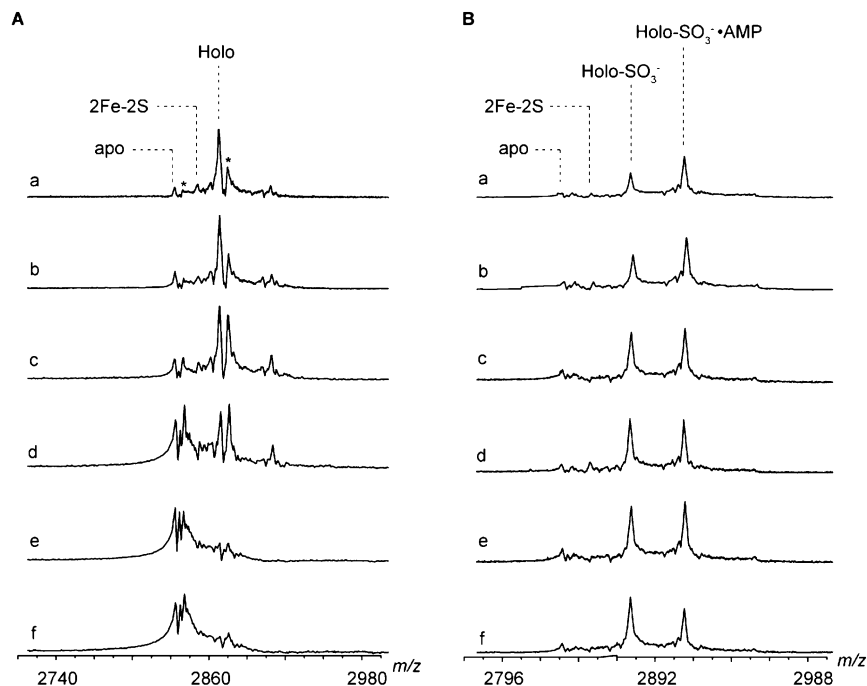 A
Holo
2Fe-2S
apo
*
*
a
b
c
d
e
f
2740
2860
2980
m/z
B
Holo-SO₃⁻•AMP
Holo-SO₃⁻
2Fe-2S
apo
a
b
c
d
e
f
2796
2892
2988
m/z